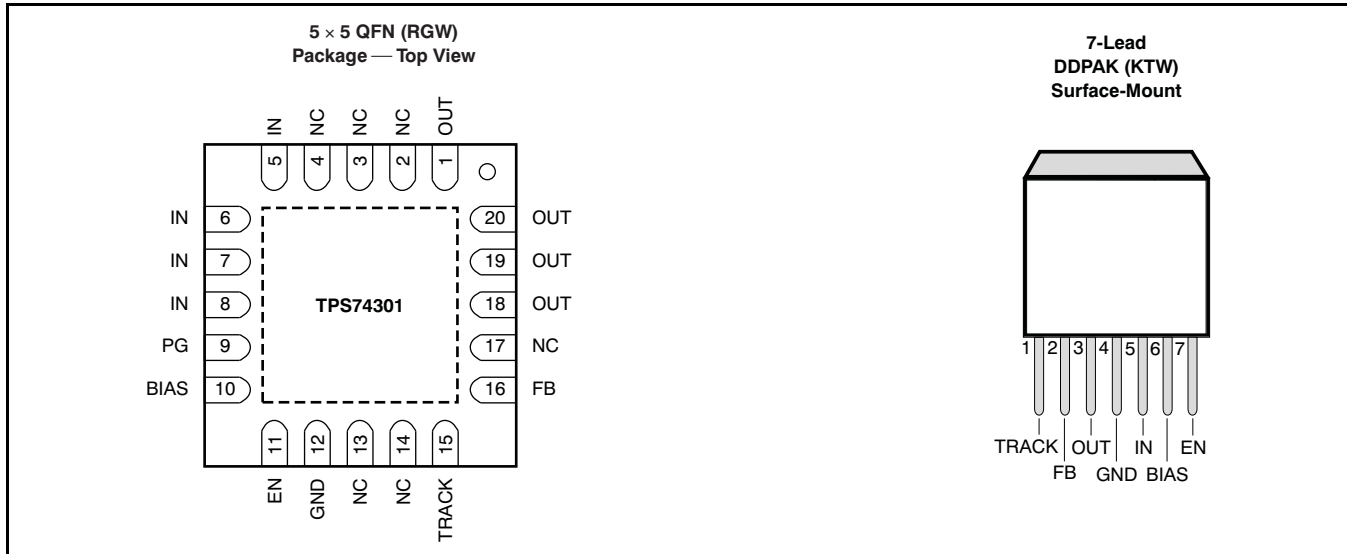 5 × 5 QFN (RGW)
Package — Top View
IN
NC
NC
NC
OUT
5
4
3
2
1
IN 6
IN 7
IN 8
PG 9
BIAS 10
TPS74301
20 OUT
19 OUT
18 OUT
17 NC
16 FB
11
12
13
14
15
EN
GND
NC
NC
TRACK
7-Lead
DDPAK (KTW)
Surface-Mount
1 2 3 4 5 6 7
TRACK OUT IN EN
FB GND BIAS